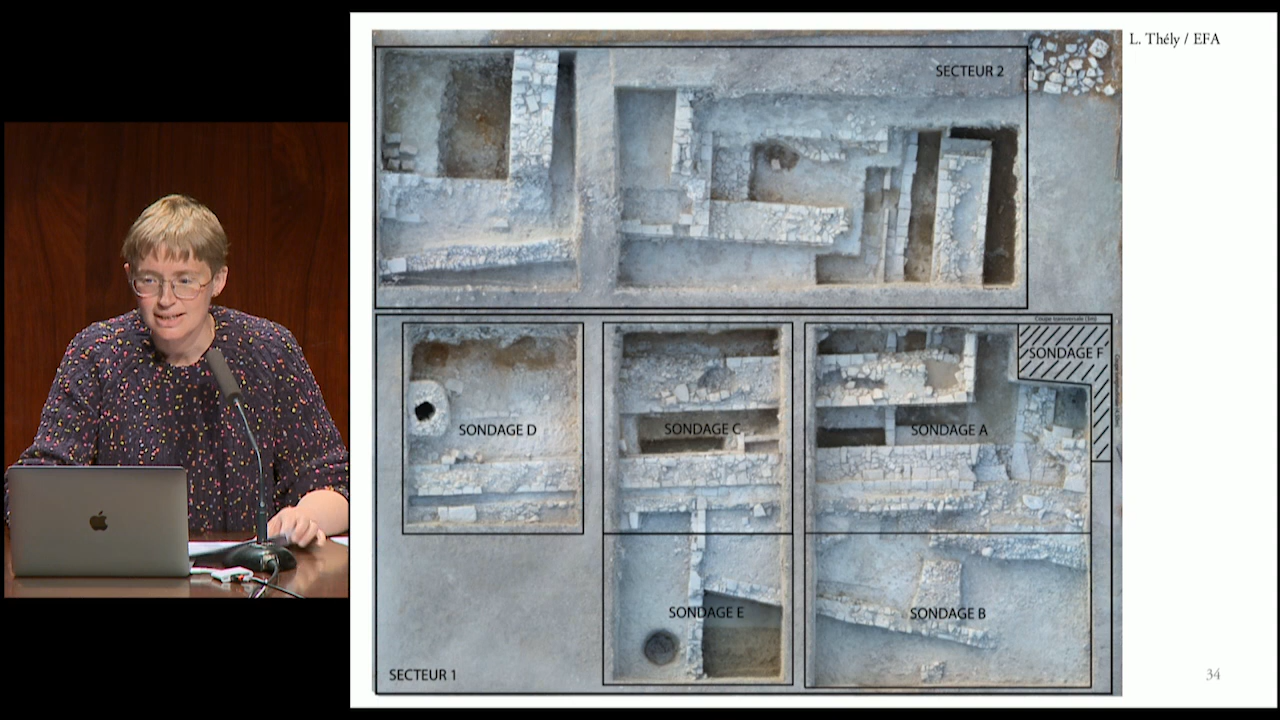 L. Thély / EFA
SECTEUR 2
SONDAGE F
SONDAGE D
SONDAGE C
SONDAGE A
SONDAGE E
SONDAGE B
SECTEUR 1
34